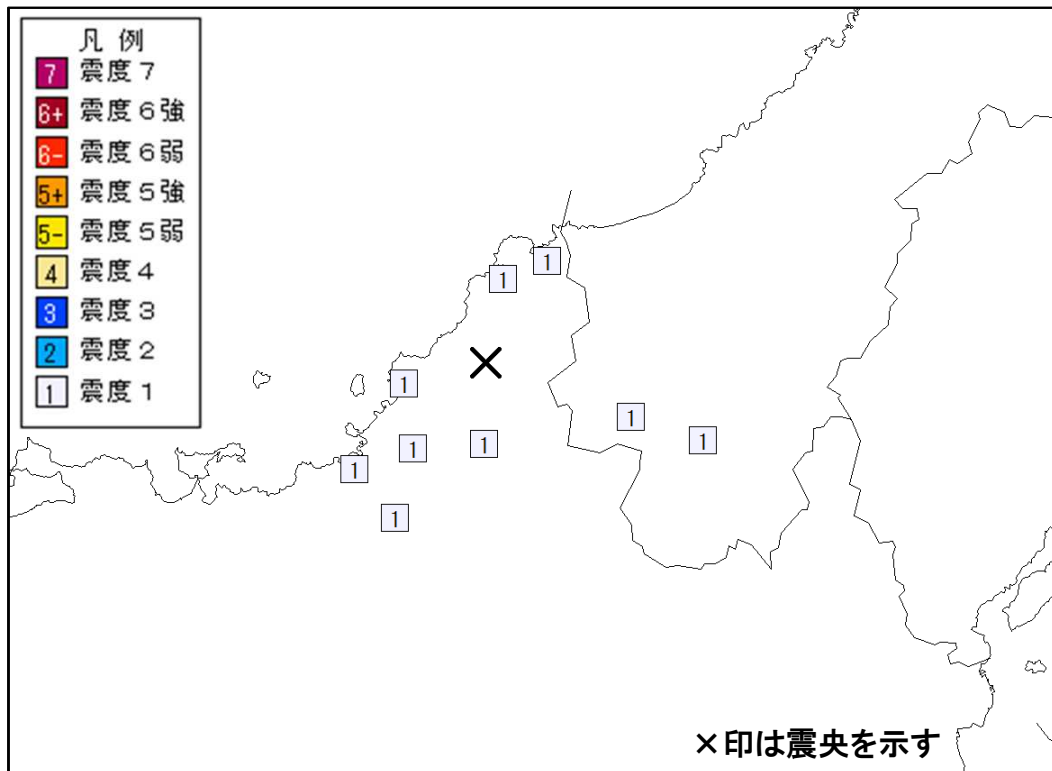 凡 例
7 震度７
6+ 震度６強
6- 震度６弱
5+ 震度５強
5- 震度５弱
4 震度４
3 震度３
2 震度２
1 震度１
1
1
1
1
1
1
1
1
1
×印は震央を示す